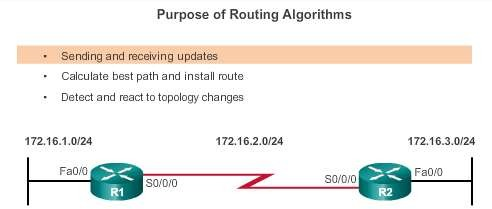 Purpose of Routing Algorithms
• Sending and receiving updates
• Calculate best path and install route
• Detect and react to topology changes
172.16.1.0/24 172.16.2.0/24 172.16.3.0/24
Fa0/0 S0/0/0 S0/0/0 Fa0/0
R1 R2